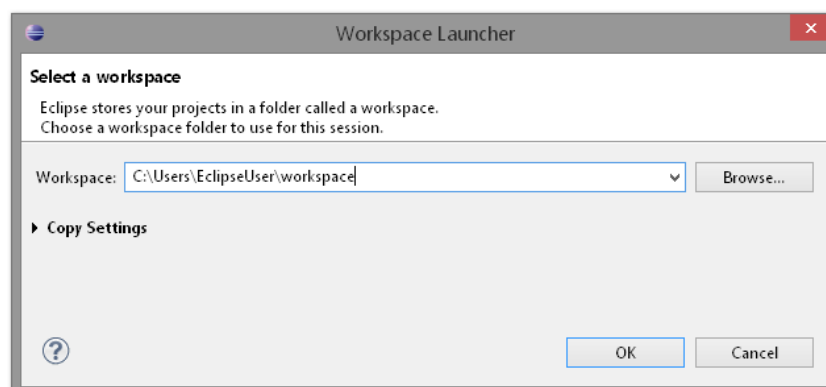 Workspace Launcher
Select a workspace
Eclipse stores your projects in a folder called a workspace.
Choose a workspace folder to use for this session.
Workspace: C:\Users\EclipseUser\workspace Browse...
Copy Settings
? OK Cancel